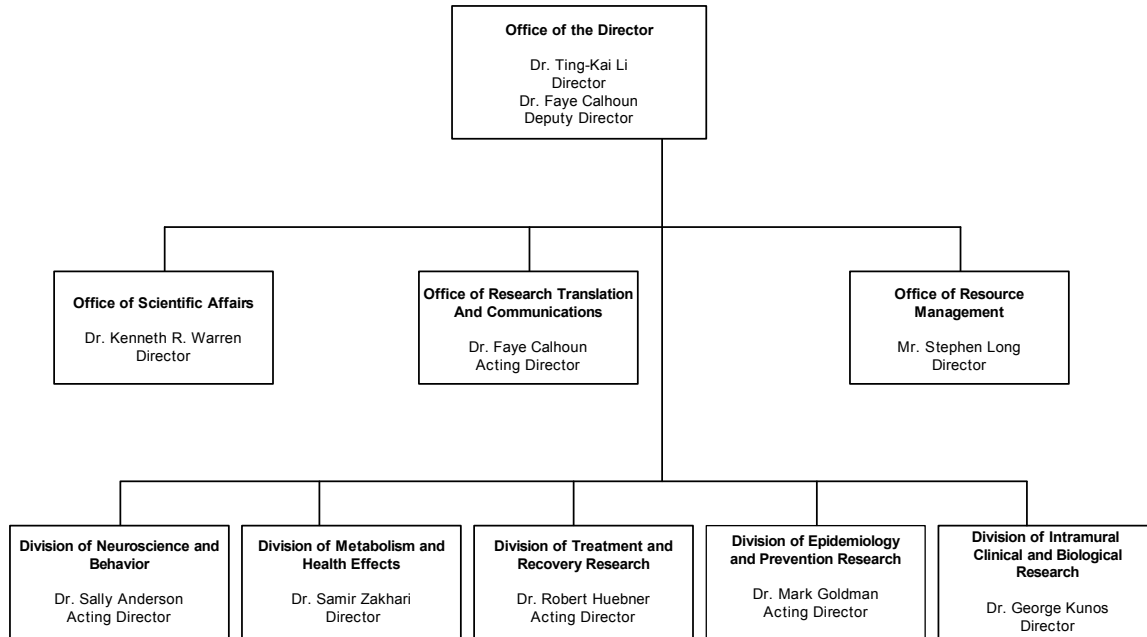 Office of the Director
Dr. Ting-Kai Li
Director
Dr. Faye Calhoun
Deputy Director
Office of Scientific Affairs
Dr. Kenneth R. Warren
Director
Office of Research Translation
And Communications
Dr. Faye Calhoun
Acting Director
Office of Resource
Management
Mr. Stephen Long
Director
Division of Neuroscience and
Behavior
Dr. Sally Anderson
Acting Director
Division of Metabolism and
Health Effects
Dr. Samir Zakhari
Director
Division of Treatment and
Recovery Research
Dr. Robert Huebner
Acting Director
Division of Epidemiology
and Prevention Research
Dr. Mark Goldman
Acting Director
Division of Intramural
Clinical and Biological
Research
Dr. George Kunos
Director